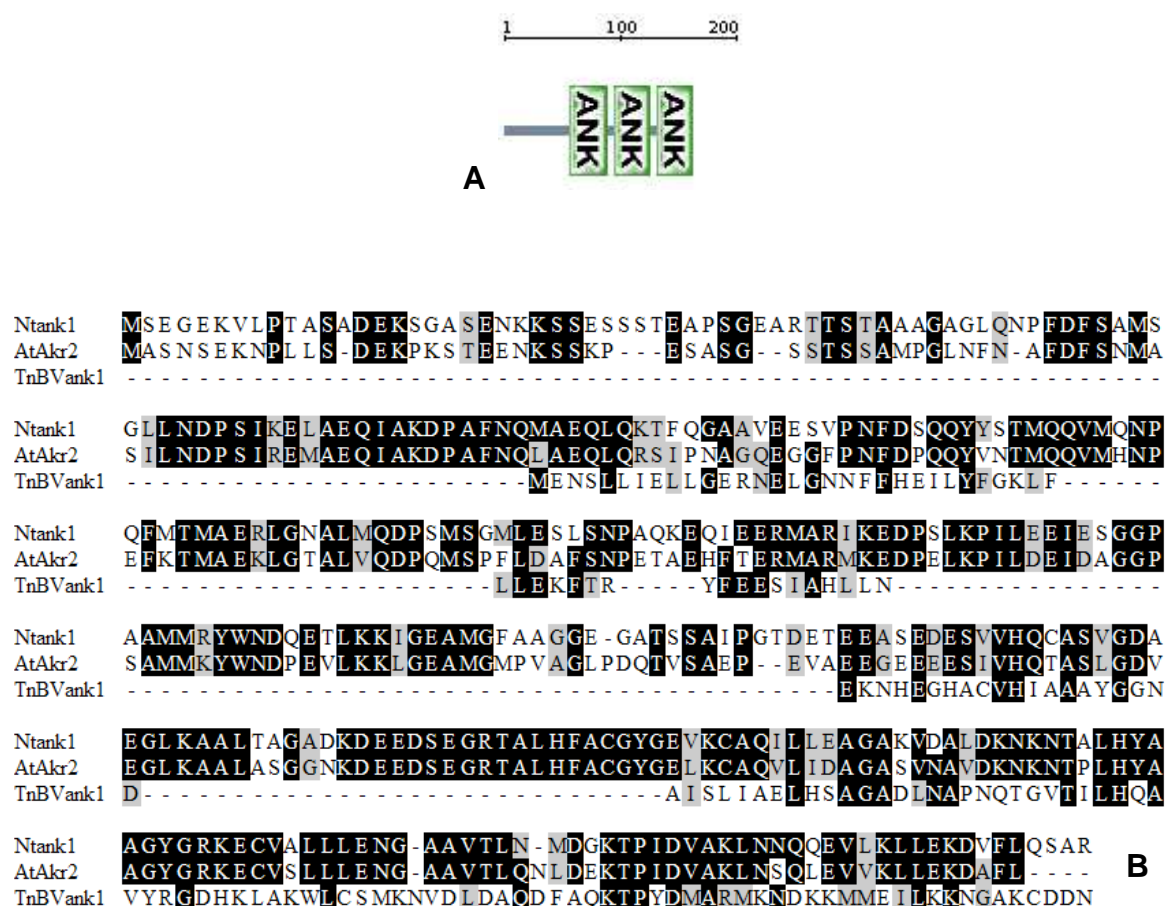 1 100 200
ANK ANK ANK
A
Ntank1 MSEGEKVLPTASADEKSGASENKKSSESSSTEAPSGEARTTSTAAAGAGLQNPFDFSAMS
AtAkr2 MASNSEKNPLLS-DEKPKSTEENKSSKP---ESASG--SSTSSAMPGLNFN-AFDFSNMA
TnBVank1 ------------------------------------------------------------
Ntank1 GLLNDPSIKELAEQIAKDPAFNQMAEQLQKTFQGAAVEESVPNFDSQQYYSTMQQVMQNP
AtAkr2 SILNDPSIREMAEQIAKDPAFNQLAEQLQRSIPNAGQEGGFPNFDPQQYVNTMQQVMHNP
TnBVank1 -----------------------MENSLLIELLGERNELGNNFFHEILYFGKLF------
Ntank1 QFMTMAERLGNALMQDPSMSGMLESLSNPAQKEQIEERMARIKEDPSLKPILEEIESGGP
AtAkr2 EFKTMAEKLGTALVQDPQMSPFLDAFSNPETAEHFTERMARMKEDPELKPILDEIDAGGP
TnBVank1 ---------------------LLEKFTR-----YFEESIAHLLN----------------
Ntank1 AAMMRYWNDQETLKKIGEAMGFAAGGE-GATSSAIPGTDETEEASEDESVVHQCASVGDA
AtAkr2 SAMMKYWNDPEVLKKLGEAMGMPVAGLPDQTVSAEP--EVAEEGEEEESIVHQTASLGDV
TnBVank1 -----------------------------------------EKNHEGHACVHIAAAYGGN
Ntank1 EGLKAALTAGADKDEEDSEGRTALHFACGYGEVKCAQILLEAGAKVDALDKNKNTALHYA
AtAkr2 EGLKAALASGGNKDEEDSEGRTALHFACGYGELKCAQVLIDAGASVNAVDKNKNTPLHYA
TnBVank1 D------------------------------AISLIAELHSAGADLNAPNQTGVTILHQA
Ntank1 AGYGRKECVALLLENG-AAVTLN-MDGKTPIDVAKLNNQQEVLKLLEKDVFLQSAR
AtAkr2 AGYGRKECVSLLLENG-AAVTLQNLDEKTPIDVAKLNSQLEVVKLLEKDAFL----
TnBVank1 VYRGDHKLAKWLCSMKNVDLDAQDFAQKTPYDMARMKNDKKMMEILKKNGAKCDDN
B